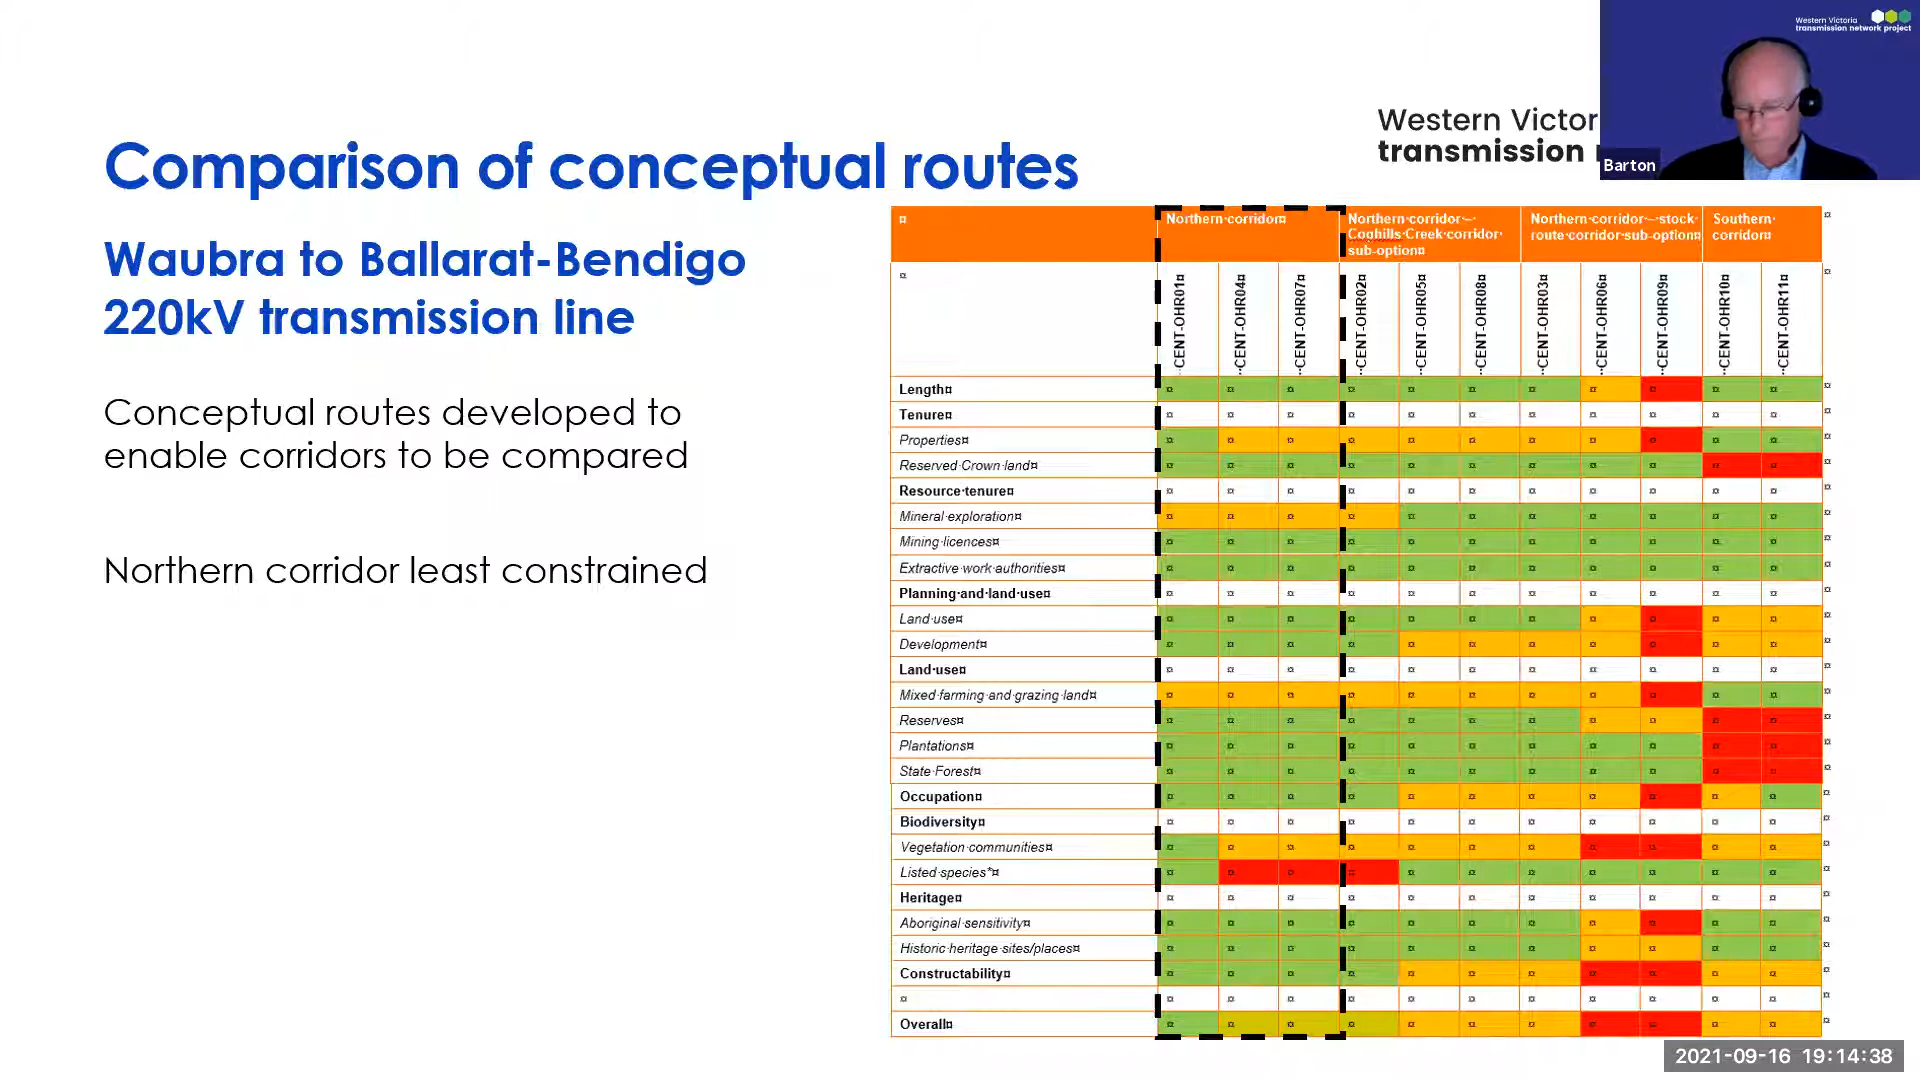 Western Victoria
transmission network project
Barton
Western Victor
transmission
Comparison of conceptual routes
Waubra to Ballarat-Bendigo
220kV transmission line
Conceptual routes developed to
enable corridors to be compared
Northern corridor least constrained
Northern·corridor¤
Northern·corridor·–·
Coghills·Creek·corridor·
sub-option¤
Northern·corridor·–·stock·
route·corridor·sub-option¤
Southern·
corridor¤
CENT-OHR01¤
CENT-OHR04¤
CENT-OHR07¤
CENT-OHR02¤
CENT-OHR05¤
CENT-OHR08¤
CENT-OHR03¤
CENT-OHR06¤
CENT-OHR09¤
CENT-OHR10¤
CENT-OHR11¤
Length¤
Tenure¤
Properties¤
Reserved·Crown·land¤
Resource·tenure¤
Mineral·exploration¤
Mining·licences¤
Extractive·work·authorities¤
Planning·and·land·use¤
Land·use¤
Development¤
Land·use¤
Mixed·farming·and·grazing·land¤
Reserves¤
Plantations¤
State·Forest¤
Occupation¤
Biodiversity¤
Vegetation·communities¤
Listed·species*¤
Heritage¤
Aboriginal·sensitivity¤
Historic·heritage·sites/places¤
Constructability¤
Overall¤
2021-09-16 19:14:38